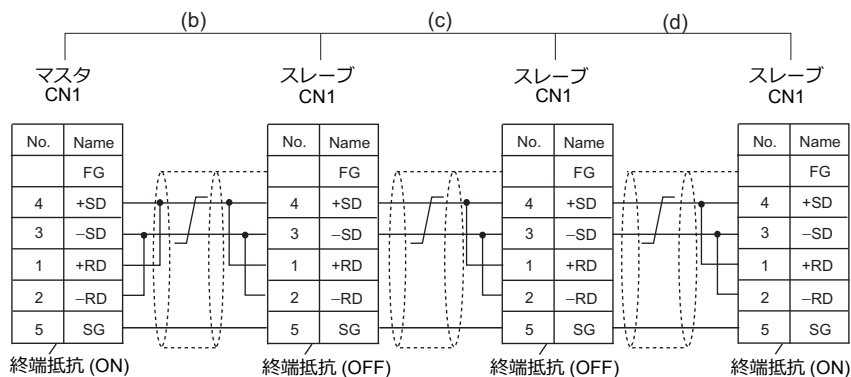 (b) (c) (d)
マスタ スレーブ スレーブ スレーブ
CN1 CN1 CN1 CN1
No. Name No. Name No. Name No. Name
FG FG FG FG
4 +SD 4 +SD 4 +SD 4 +SD
3 –SD 3 –SD 3 –SD 3 –SD
1 +RD 1 +RD 1 +RD 1 +RD
2 –RD 2 –RD 2 –RD 2 –RD
5 SG 5 SG 5 SG 5 SG
終端抵抗 (ON) 終端抵抗 (OFF) 終端抵抗 (OFF) 終端抵抗 (ON)